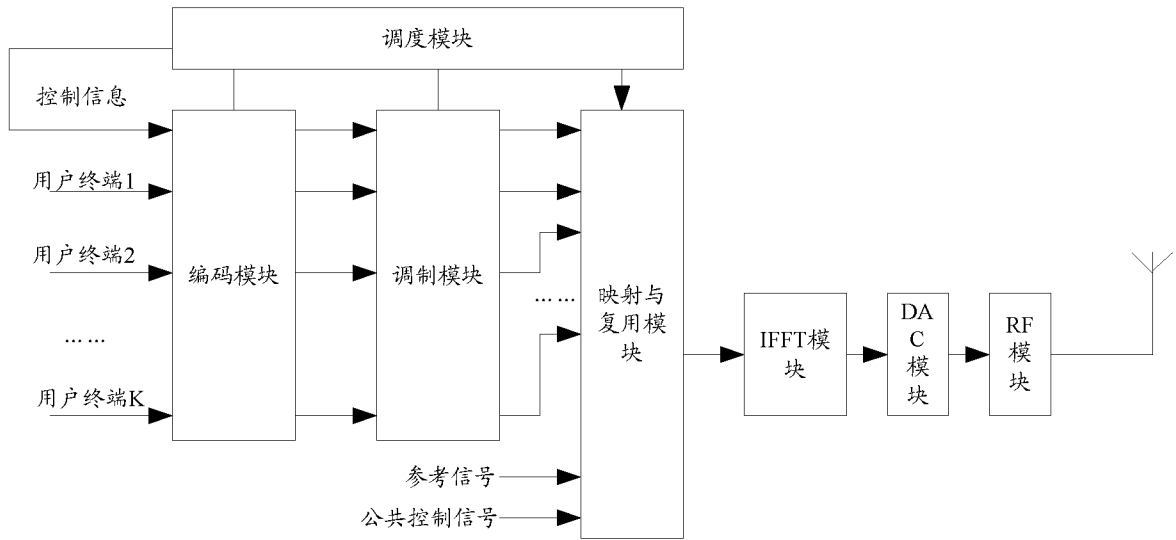 调度模块
控制信息
用户终端1
用户终端2
……
用户终端K
编码模块
调制模块
……
映射与
复用模
块
参考信号
公共控制信号
IFFT模
块
DA
C
模
块
RF
模
块